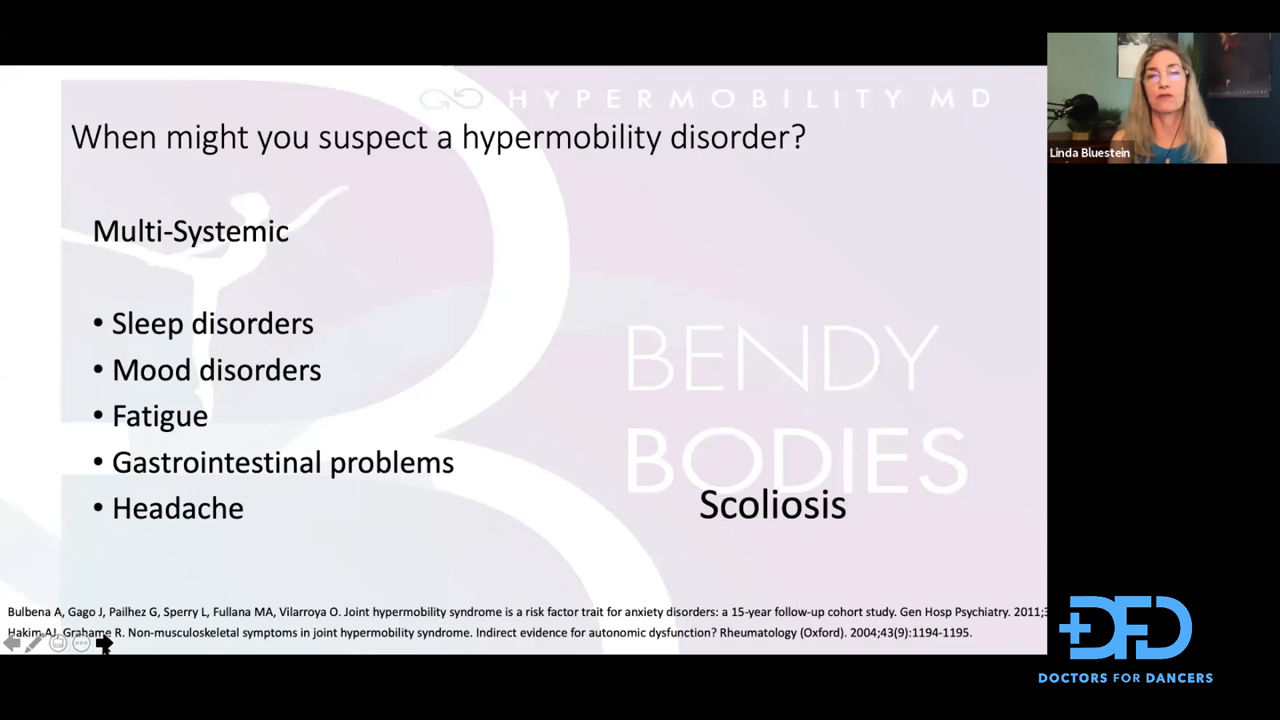 HYPERMOBILITY MD
When might you suspect a hypermobility disorder?
Multi-Systemic
• Sleep disorders
• Mood disorders
• Fatigue
• Gastrointestinal problems
• Headache
BENDY
BODIES
Scoliosis
Bulbena A, Gago J, Pailhez G, Sperry L, Fullana MA, Vilarroya O. Joint hypermobility syndrome is a risk factor trait for anxiety disorders: a 15-year follow-up cohort study. Gen Hosp Psychiatry. 2011;3
Hakim AJ, Grahame R. Non-musculoskeletal symptoms in joint hypermobility syndrome. Indirect evidence for autonomic dysfunction? Rheumatology (Oxford). 2004;43(9):1194-1195.
Linda Bluestein
DFD
DOCTORS FOR DANCERS